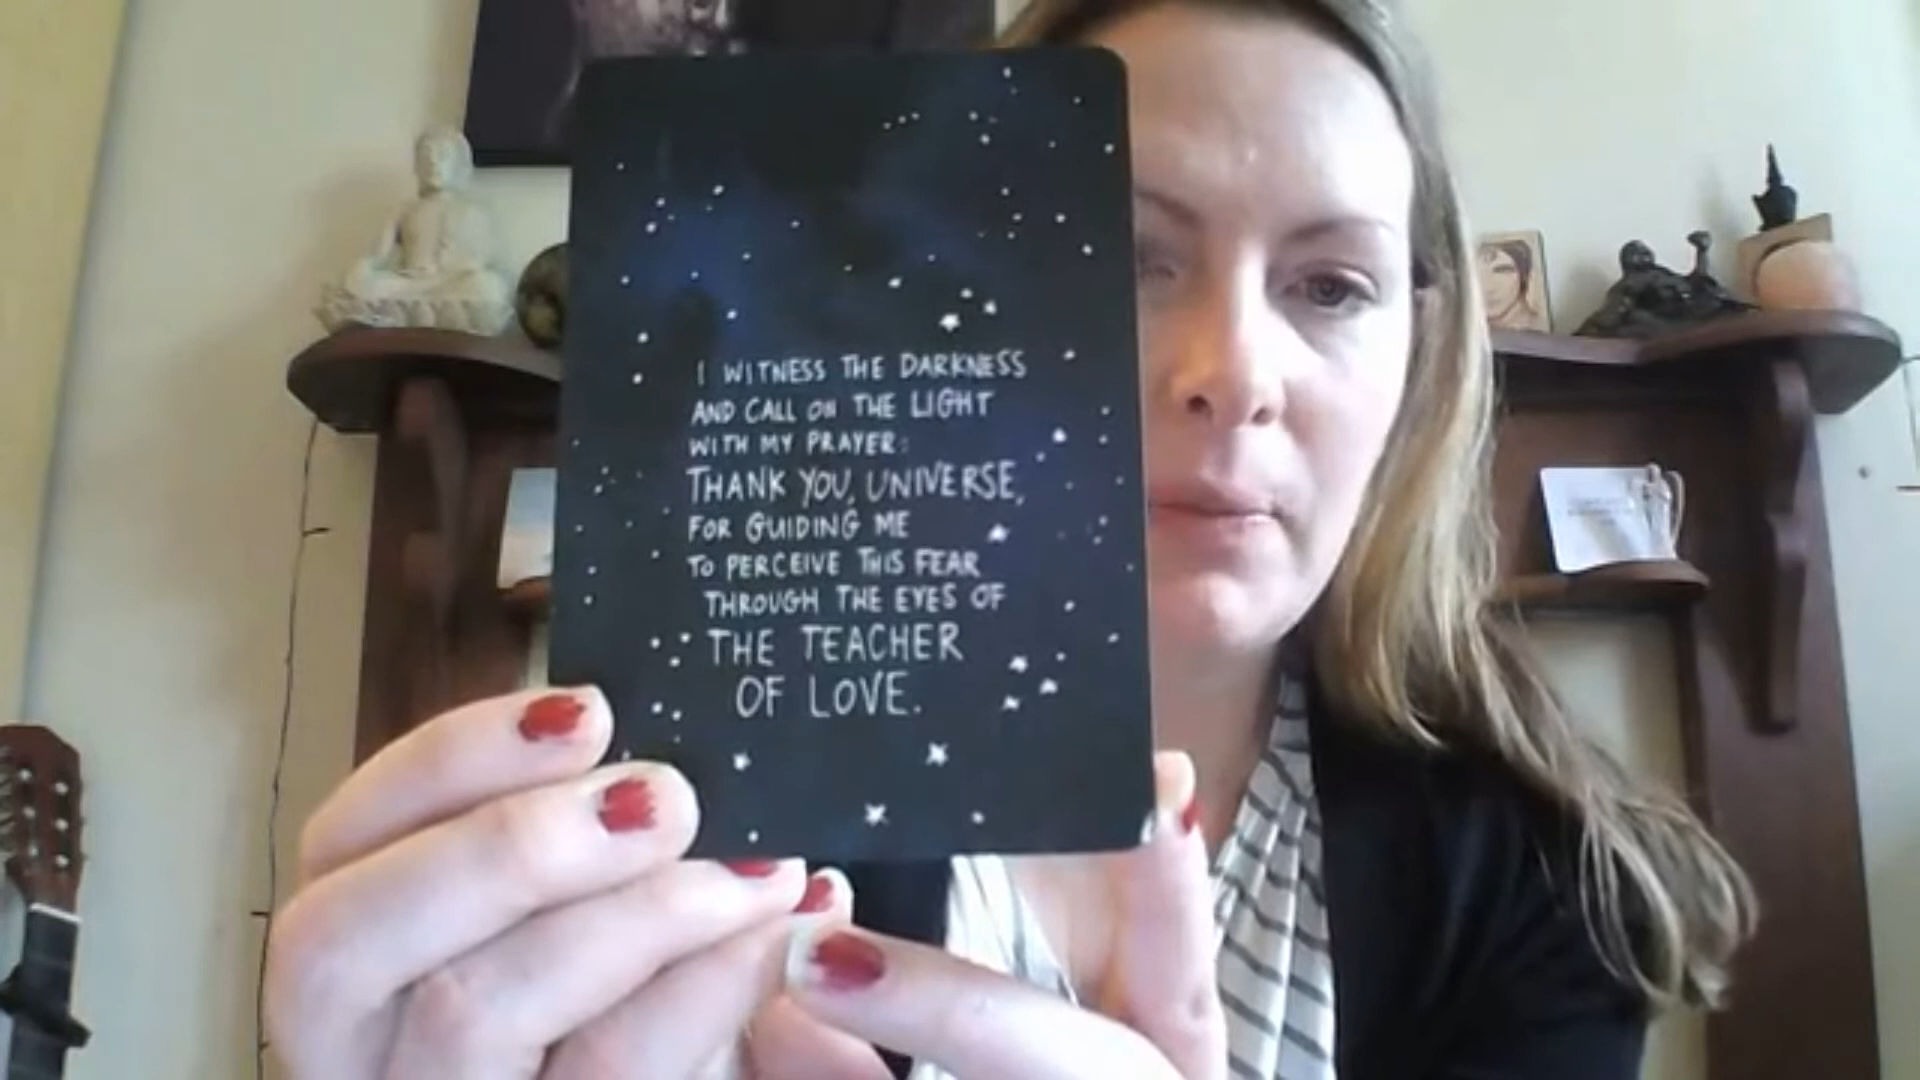 I WITNESS THE DARKNESS
AND CALL ON THE LIGHT
WITH MY PRAYER:
THANK YOU, UNIVERSE,
FOR GUIDING ME
TO PERCEIVE THIS FEAR
THROUGH THE EYES OF
THE TEACHER
OF LOVE.